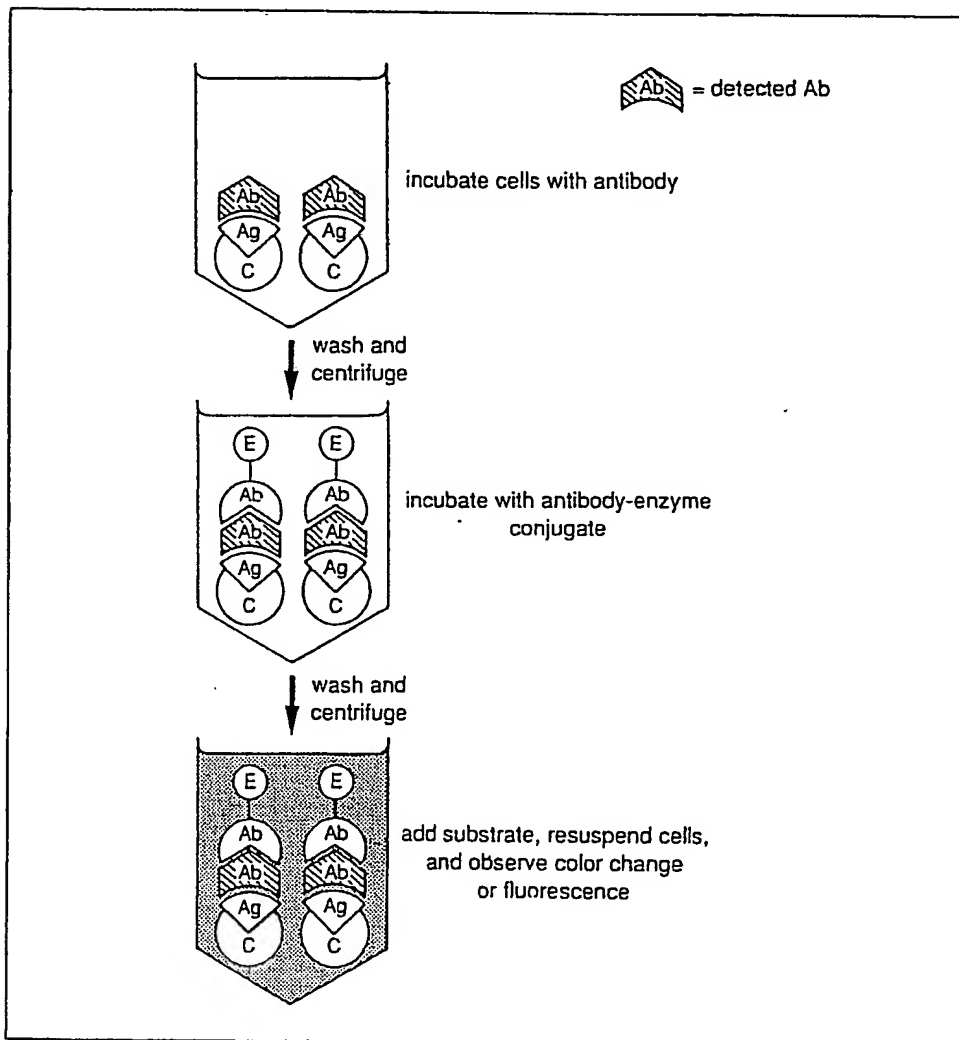 Ab = detected Ab
incubate cells with antibody
Ab Ab
Ag Ag
C C
wash and
centrifuge
E E
Ab Ab
incubate with antibody-enzyme
conjugate
Ab Ab
Ag Ag
C C
wash and
centrifuge
E E
Ab Ab
add substrate, resuspend cells,
and observe color change
or fluorescence
Ab Ab
Ag Ag
C C